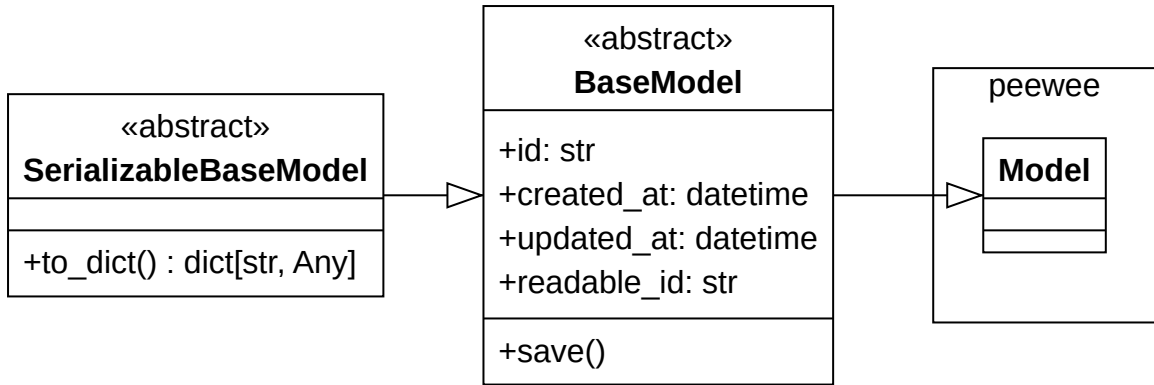 «abstract»
SerializableBaseModel
+to_dict() : dict[str, Any]
«abstract»
BaseModel
+id: str
+created_at: datetime
+updated_at: datetime
+readable_id: str
+save()
peewee
Model